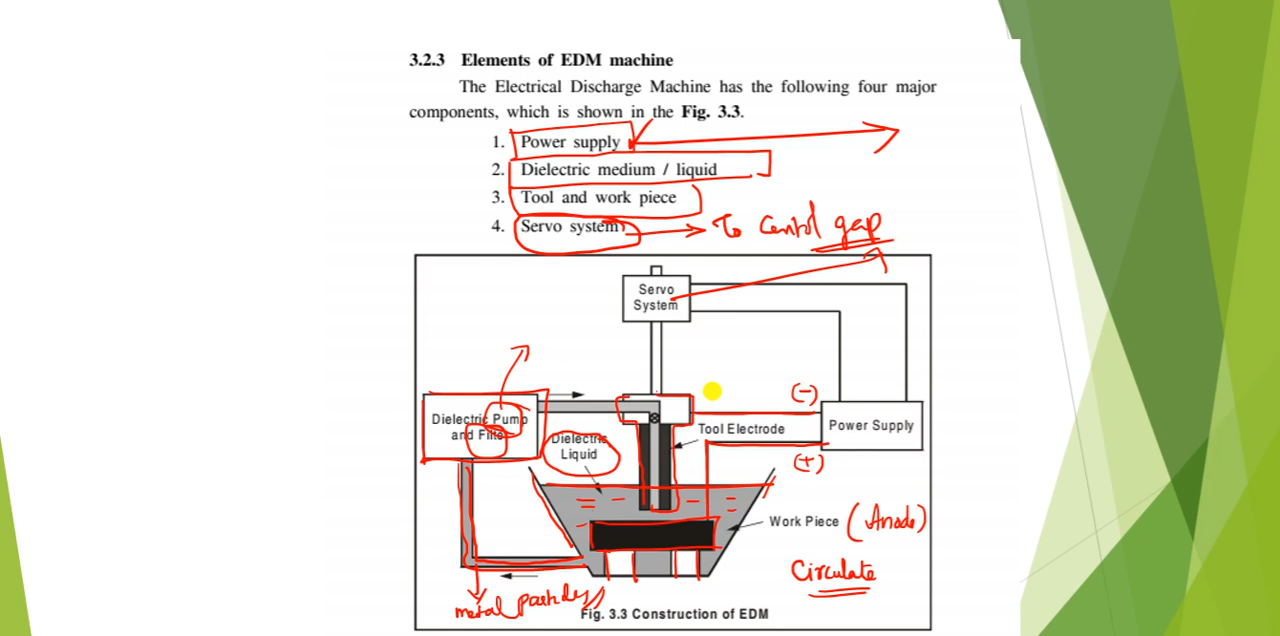 3.2.3 Elements of EDM machine
The Electrical Discharge Machine has the following four major
components, which is shown in the Fig. 3.3.
1. Power supply
2. Dielectric medium / liquid
3. Tool and work piece
4. Servo system → To Control gap
Servo
System
Dielectric Pump
and Filter
Dielectric
Liquid
Tool Electrode
(-)
Power Supply
(+)
Work Piece (Anode)
Circulate
metal particles
Fig. 3.3 Construction of EDM